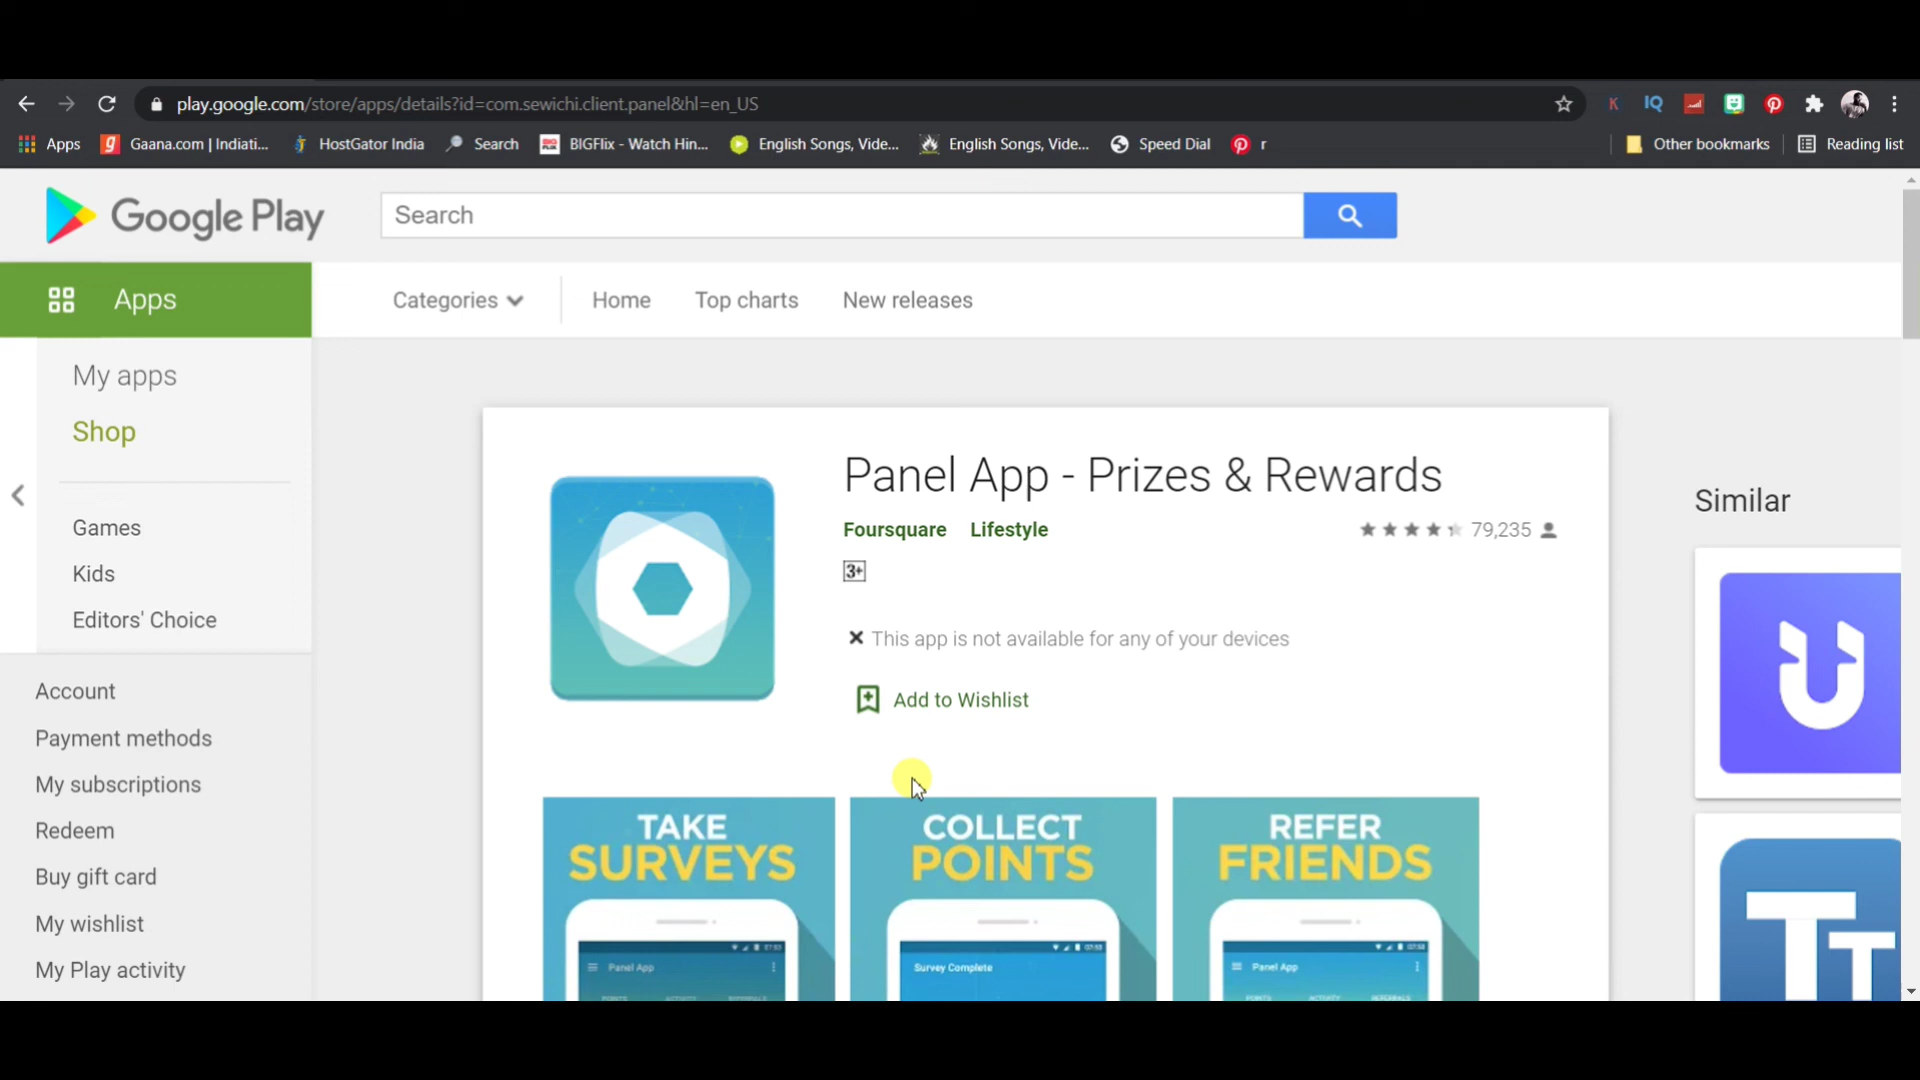 play.google.com/store/apps/details?id=com.sewichi.client.panel&hl=en_US
K IQ
Apps Gaana.com | Indiati... HostGator India Search BIGFlix - Watch Hin... English Songs, Vide... English Songs, Vide... Speed Dial r Other bookmarks Reading list
Google Play Search
Apps Categories Home Top charts New releases
My apps
Shop
Games
Kids
Editors' Choice
Account
Payment methods
My subscriptions
Redeem
Buy gift card
My wishlist
My Play activity
Panel App - Prizes & Rewards
Foursquare Lifestyle 79,235
3+
This app is not available for any of your devices
Add to Wishlist
TAKE
SURVEYS
Panel App
COLLECT
POINTS
Survey Complete
REFER
FRIENDS
Panel App
Similar